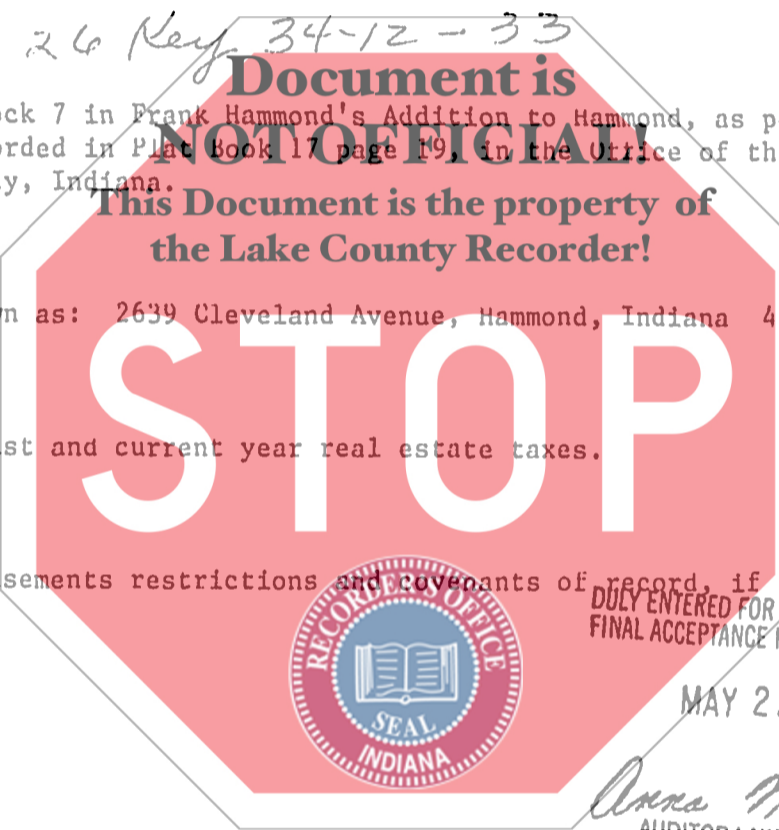 26 Key 34-12-33
Document is
ck 7 in Frank Hammond's Addition to Hammond, as p
NOT OFFICIAL!
orded in Plat Book 17 page 19, in the Office of th
y, Indiana.
This Document is the property of
the Lake County Recorder!
n as: 2639 Cleveland Avenue, Hammond, Indiana 4
STOP
st and current year real estate taxes.
sements restrictions and covenants of record, if
DULY ENTERED FOR
FINAL ACCEPTANCE
RECORDER'S OFFICE
SEAL
INDIANA
MAY 2
Anna
AUDITOR